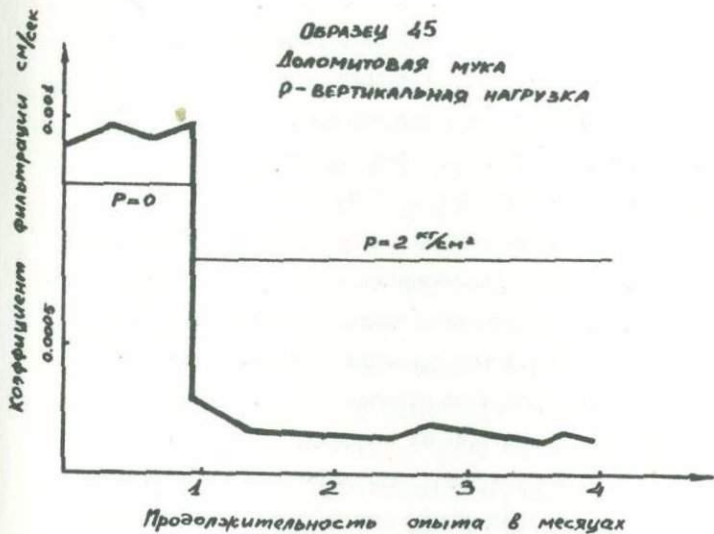 ОБРАЗЕЦ 45
ДОЛОМИТОВАЯ МУКА
Р-ВЕРТИКАЛЬНАЯ НАГРУЗКА
Коэффициент фильтрации см/сек
0.001
0.0005
Р=0
Р=2 кг/см²
1 2 3 4
Продолжительность опыта в месяцах